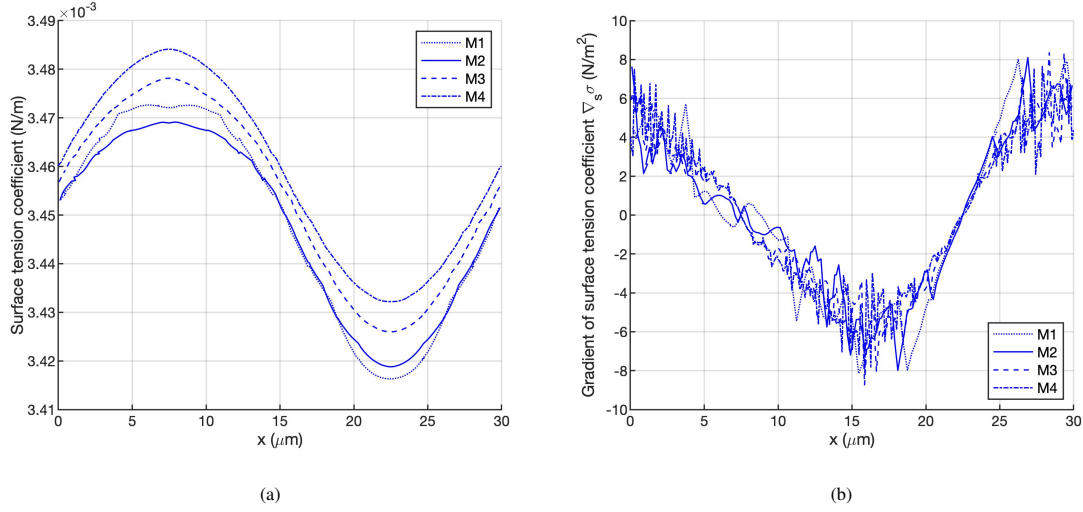 ×10⁻³
3.49
3.48
3.47
3.46
3.45
3.44
3.43
3.42
3.41
Surface tension coefficient (N/m)
M1
M2
M3
M4
0 5 10 15 20 25 30
x (μm)
(a)
10
8
6
4
2
0
-2
-4
-6
-8
-10
Gradient of surface tension coefficient ∇ₛσ (N/m²)
M1
M2
M3
M4
0 5 10 15 20 25 30
x (μm)
(b)